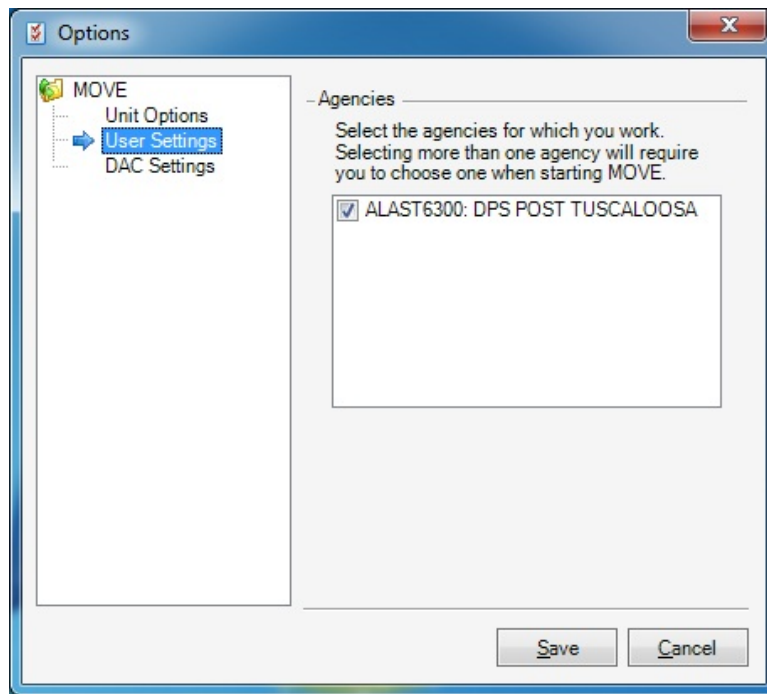 Options
MOVE
Unit Options
User Settings
DAC Settings
Agencies
Select the agencies for which you work.
Selecting more than one agency will require
you to choose one when starting MOVE.
ALAST6300: DPS POST TUSCALOOSA
Save
Cancel